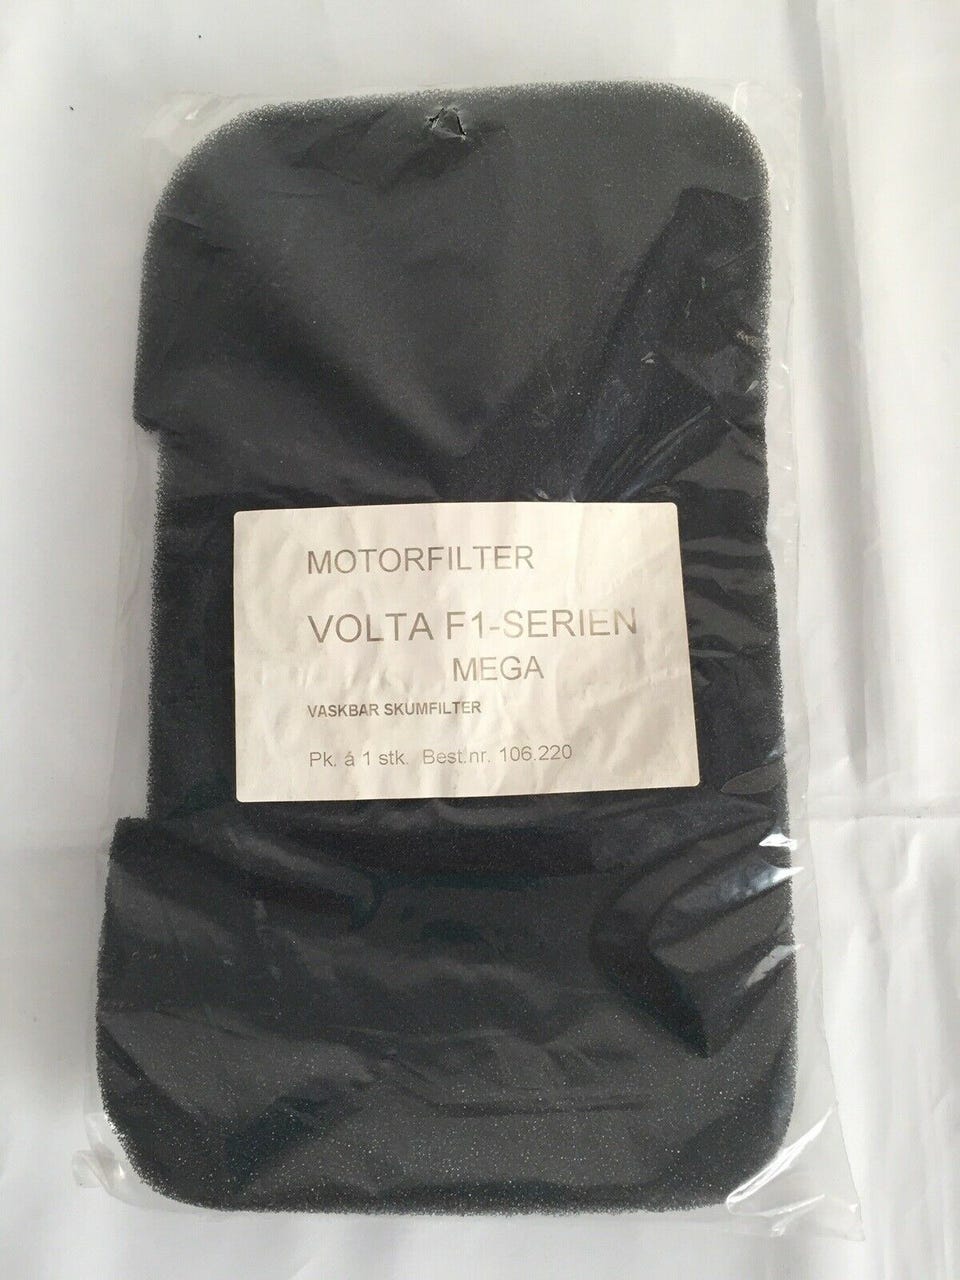 MOTORFILTER
VOLTA F1-SERIEN
MEGA
VASKBAR SKUMFILTER
Pk. á 1 stk. Best.nr. 106.220